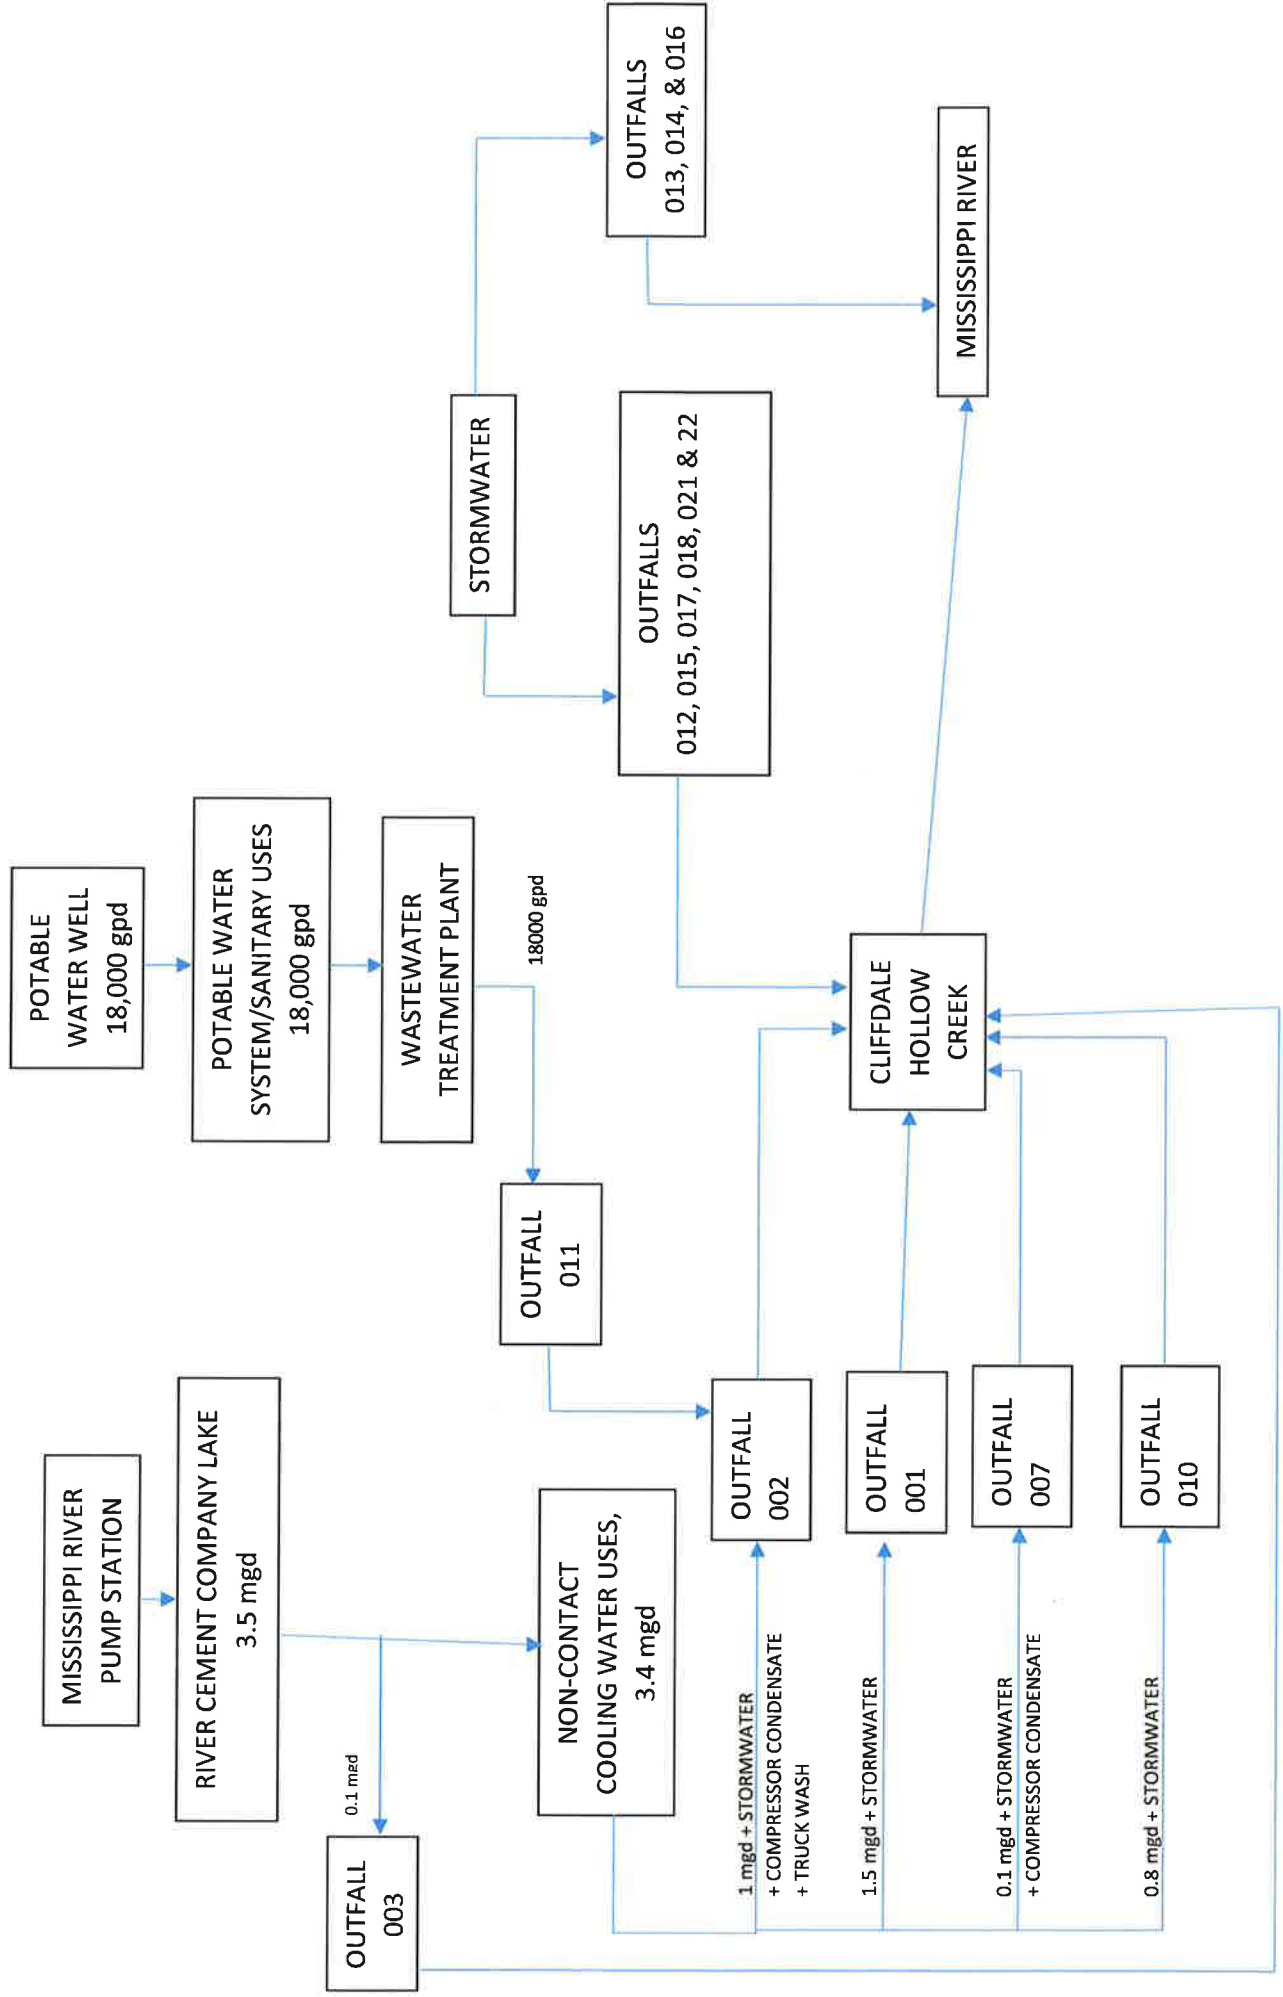 MISSISSIPPI RIVER
PUMP STATION
RIVER CEMENT COMPANY LAKE
3.5 mgd
0.1 mgd
OUTFALL
003
NON-CONTACT
COOLING WATER USES,
3.4 mgd
POTABLE
WATER WELL
18,000 gpd
POTABLE WATER
SYSTEM/SANITARY USES
18,000 gpd
WASTEWATER
TREATMENT PLANT
18000 gpd
OUTFALL
011
STORMWATER
OUTFALLS
013, 014, & 016
OUTFALLS
012, 015, 017, 018, 021 & 22
1 mgd + STORMWATER
+ COMPRESSOR CONDENSATE
+ TRUCK WASH
OUTFALL
002
1.5 mgd + STORMWATER
OUTFALL
001
0.1 mgd + STORMWATER
+ COMPRESSOR CONDENSATE
OUTFALL
007
0.8 mgd + STORMWATER
OUTFALL
010
CLIFFDALE
HOLLOW
CREEK
MISSISSIPPI RIVER